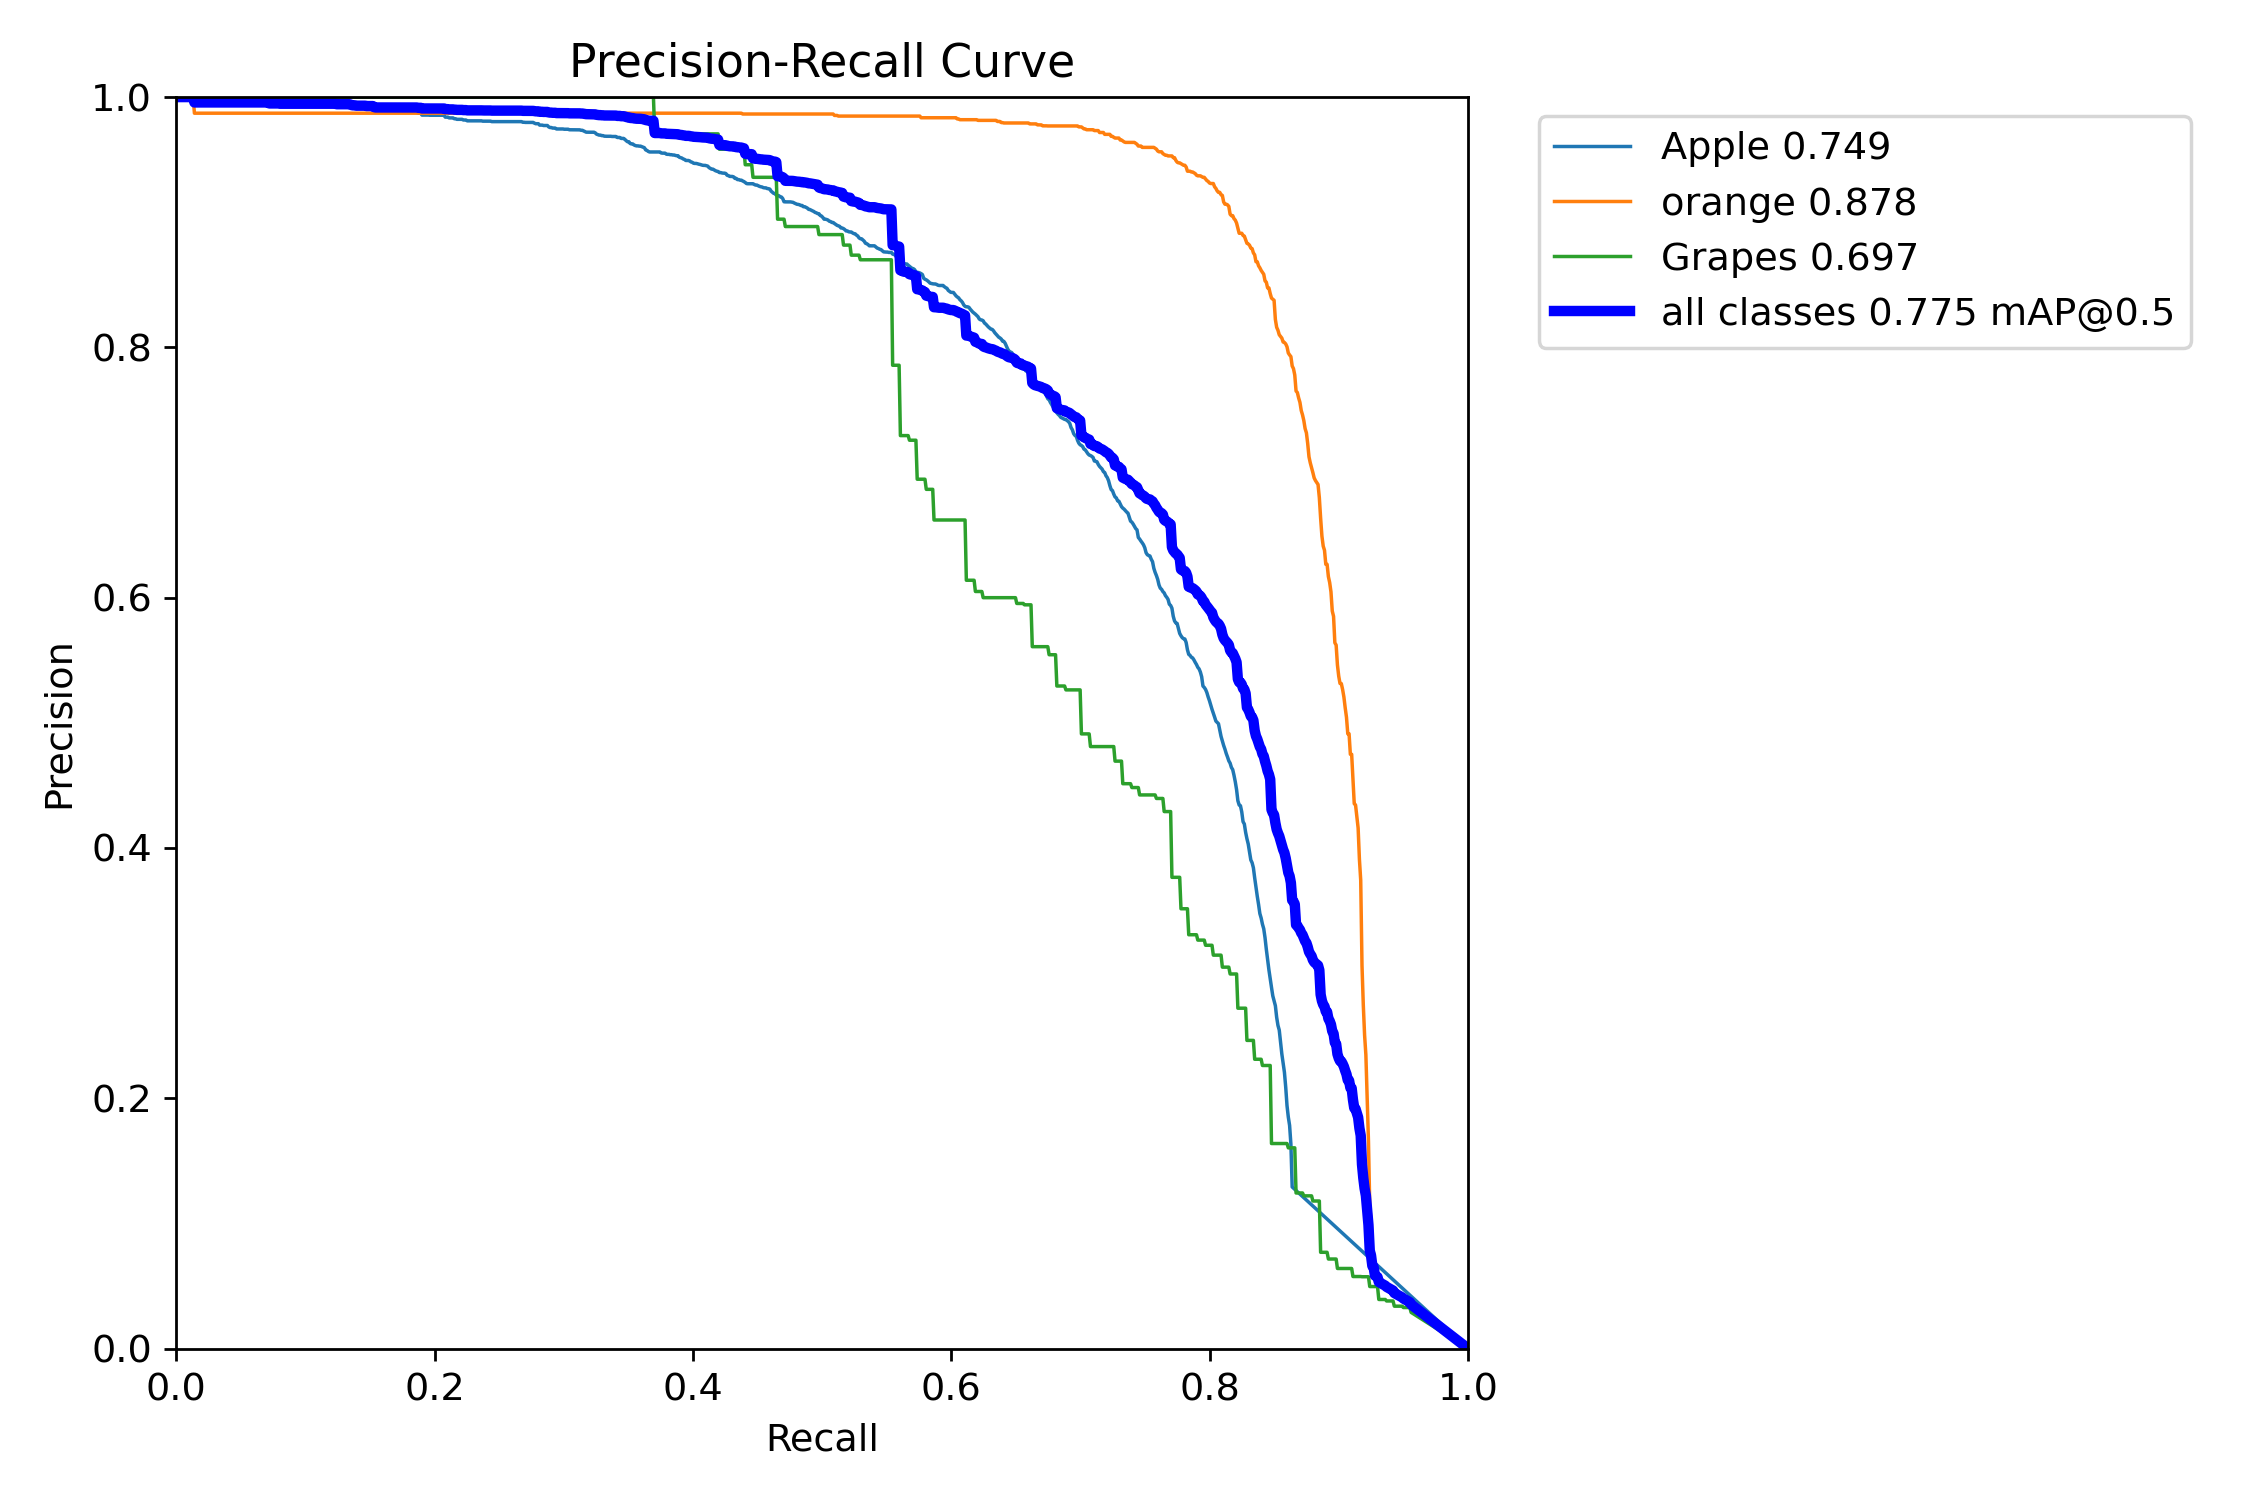 Precision-Recall Curve
1.0
0.8
0.6
0.4
0.2
0.0
Precision
0.0 0.2 0.4 0.6 0.8 1.0
Recall
Apple 0.749
orange 0.878
Grapes 0.697
all classes 0.775 mAP@0.5